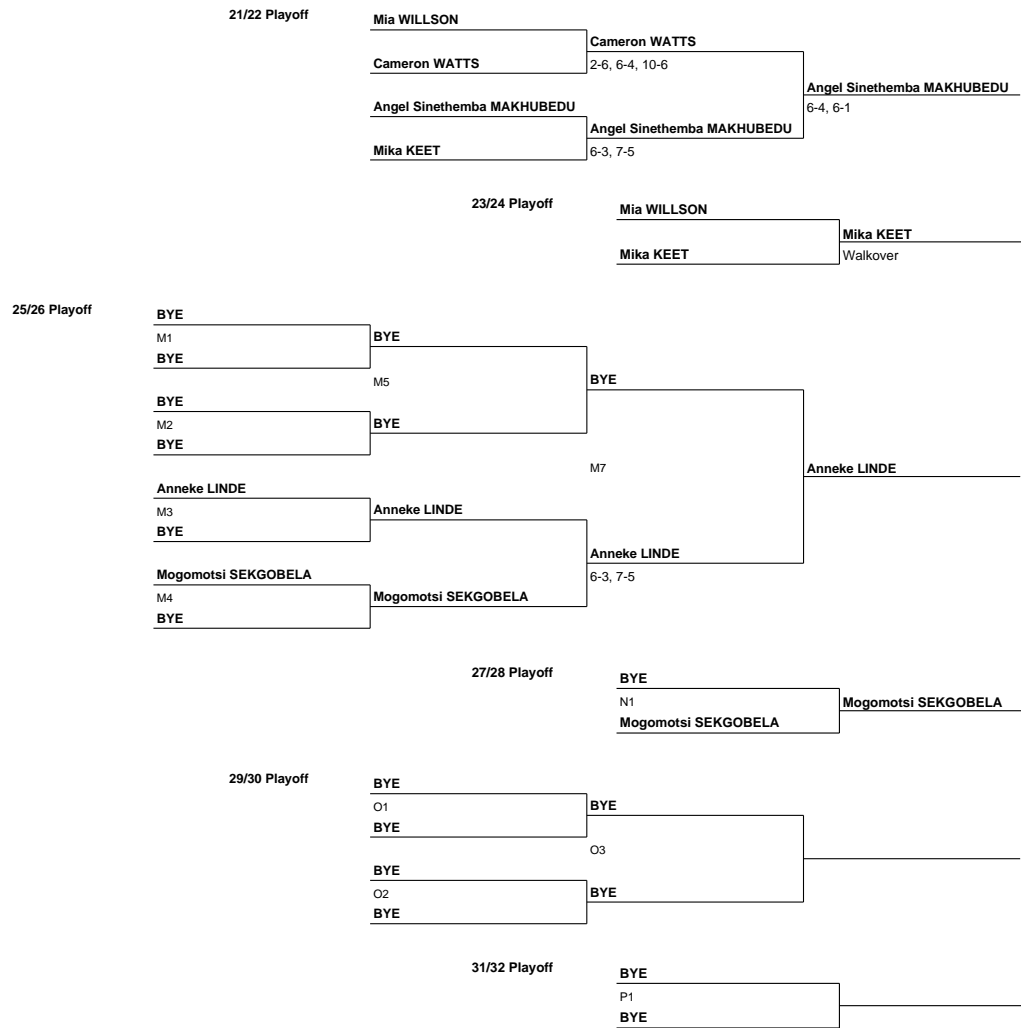 21/22 Playoff
Mia WILLSON
Cameron WATTS
Cameron WATTS
2-6, 6-4, 10-6
Angel Sinethemba MAKHUBEDU
6-4, 6-1
Angel Sinethemba MAKHUBEDU
Angel Sinethemba MAKHUBEDU
Mika KEET
6-3, 7-5
23/24 Playoff
Mia WILLSON
Mika KEET
Mika KEET
Walkover
25/26 Playoff
BYE
M1
BYE
BYE
M5
BYE
BYE
M2
BYE
BYE
M7
Anneke LINDE
Anneke LINDE
M3
Anneke LINDE
BYE
Anneke LINDE
6-3, 7-5
Mogomotsi SEKGOBELA
M4
Mogomotsi SEKGOBELA
BYE
27/28 Playoff
BYE
N1
Mogomotsi SEKGOBELA
Mogomotsi SEKGOBELA
29/30 Playoff
BYE
O1
BYE
BYE
O3
BYE
O2
BYE
BYE
31/32 Playoff
BYE
P1
BYE